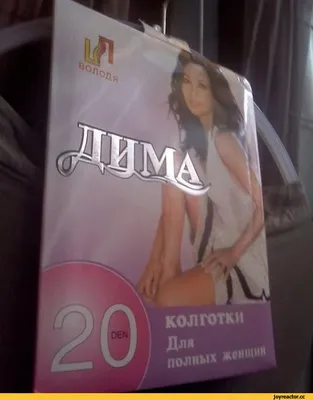 ВОЛОДЯ
ДИМА
20
DEN
КОЛГОТКИ
Для
полных женщин
joyreactor.cc